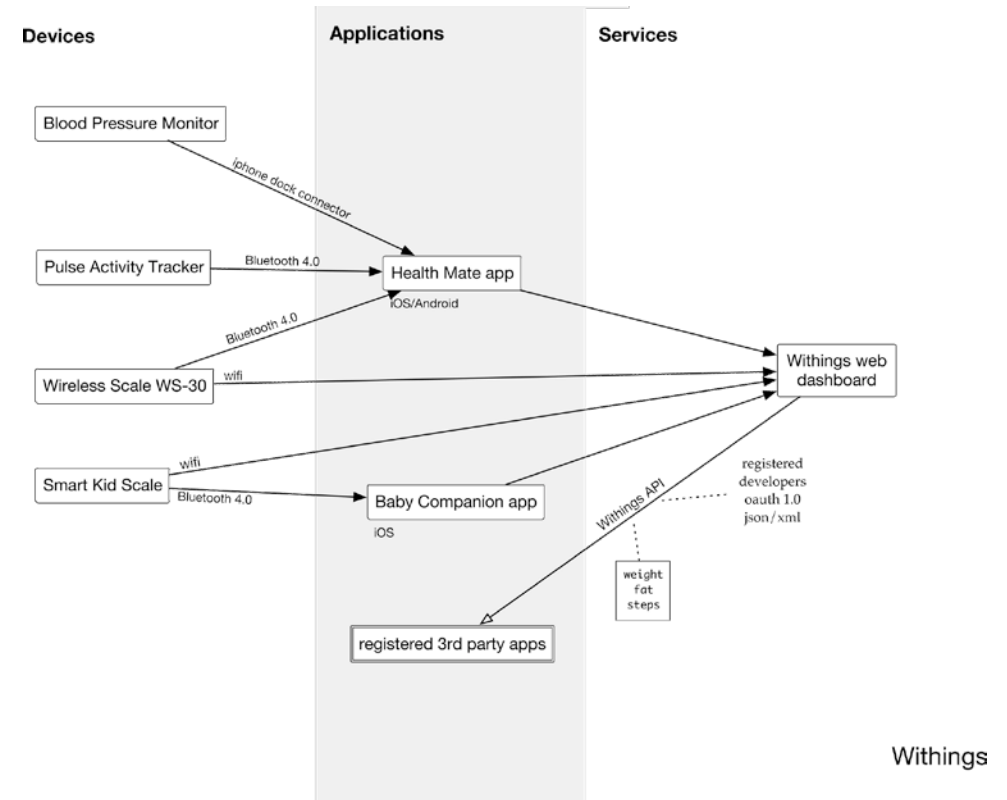 Devices
Applications
Services
Blood Pressure Monitor
iphone dock connector
Pulse Activity Tracker
Bluetooth 4.0
Health Mate app
iOS/Android
Bluetooth 4.0
Wireless Scale WS-30
wifi
Withings web
dashboard
Smart Kid Scale
wifi
Bluetooth 4.0
Baby Companion app
iOS
Withings API
registered
developers
oauth 1.0
json/xml
weight
fat
steps
registered 3rd party apps
Withings